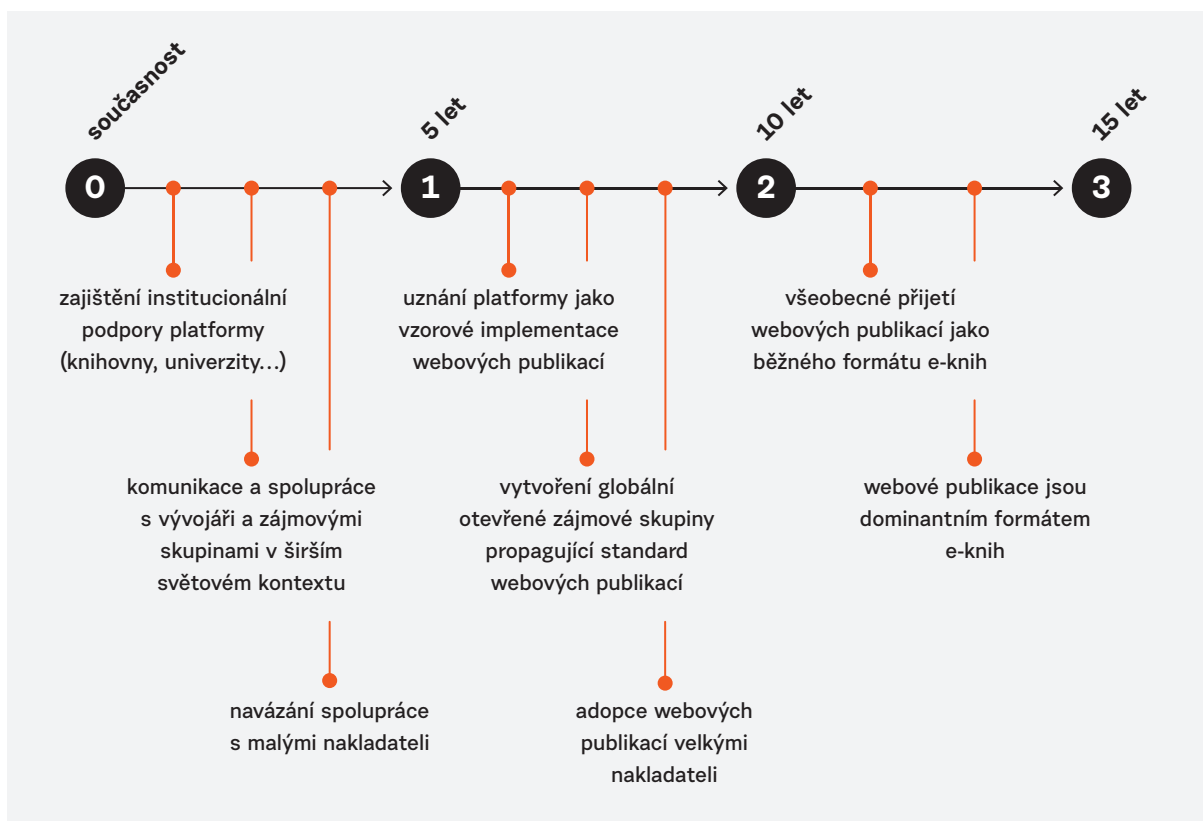 současnost
5 let
10 let
15 let
0
1
2
3
zajištění institucionální
podpory platformy
(knihovny, univerzity…)
uznání platformy jako
vzorové implementace
webových publikací
všeobecné přijetí
webových publikací jako
běžného formátu e-knih
komunikace a spolupráce
s vývojáři a zájmovými
skupinami v širším
světovém kontextu
vytvoření globální
otevřené zájmové skupiny
propagující standard
webových publikací
webové publikace jsou
dominantním formátem
e-knih
navázání spolupráce
s malými nakladateli
adopce webových
publikací velkými
nakladateli